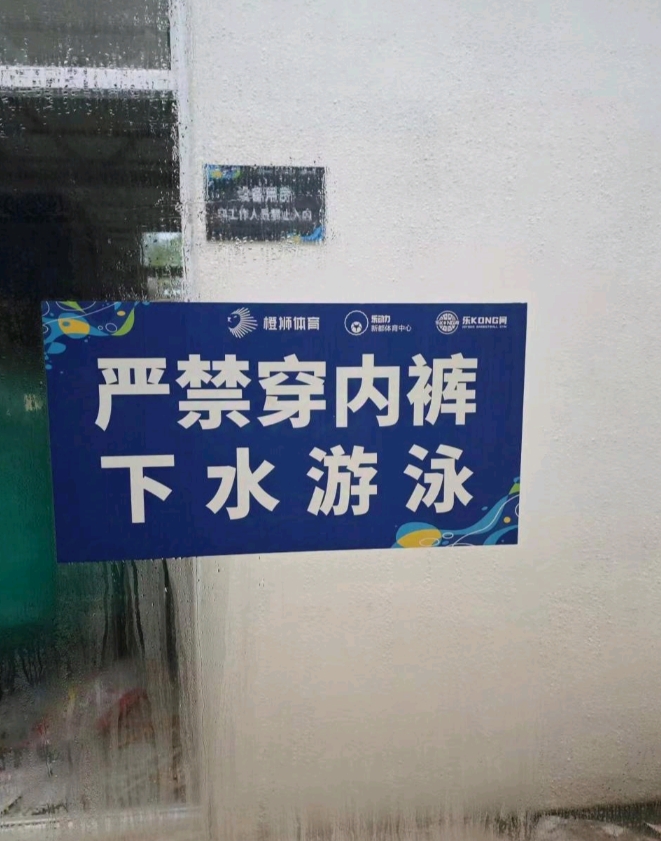 设备用房
非工作人员禁止入内
橙狮体育
乐动力
新都体育中心
乐KONG网
严禁穿内裤
下水游泳